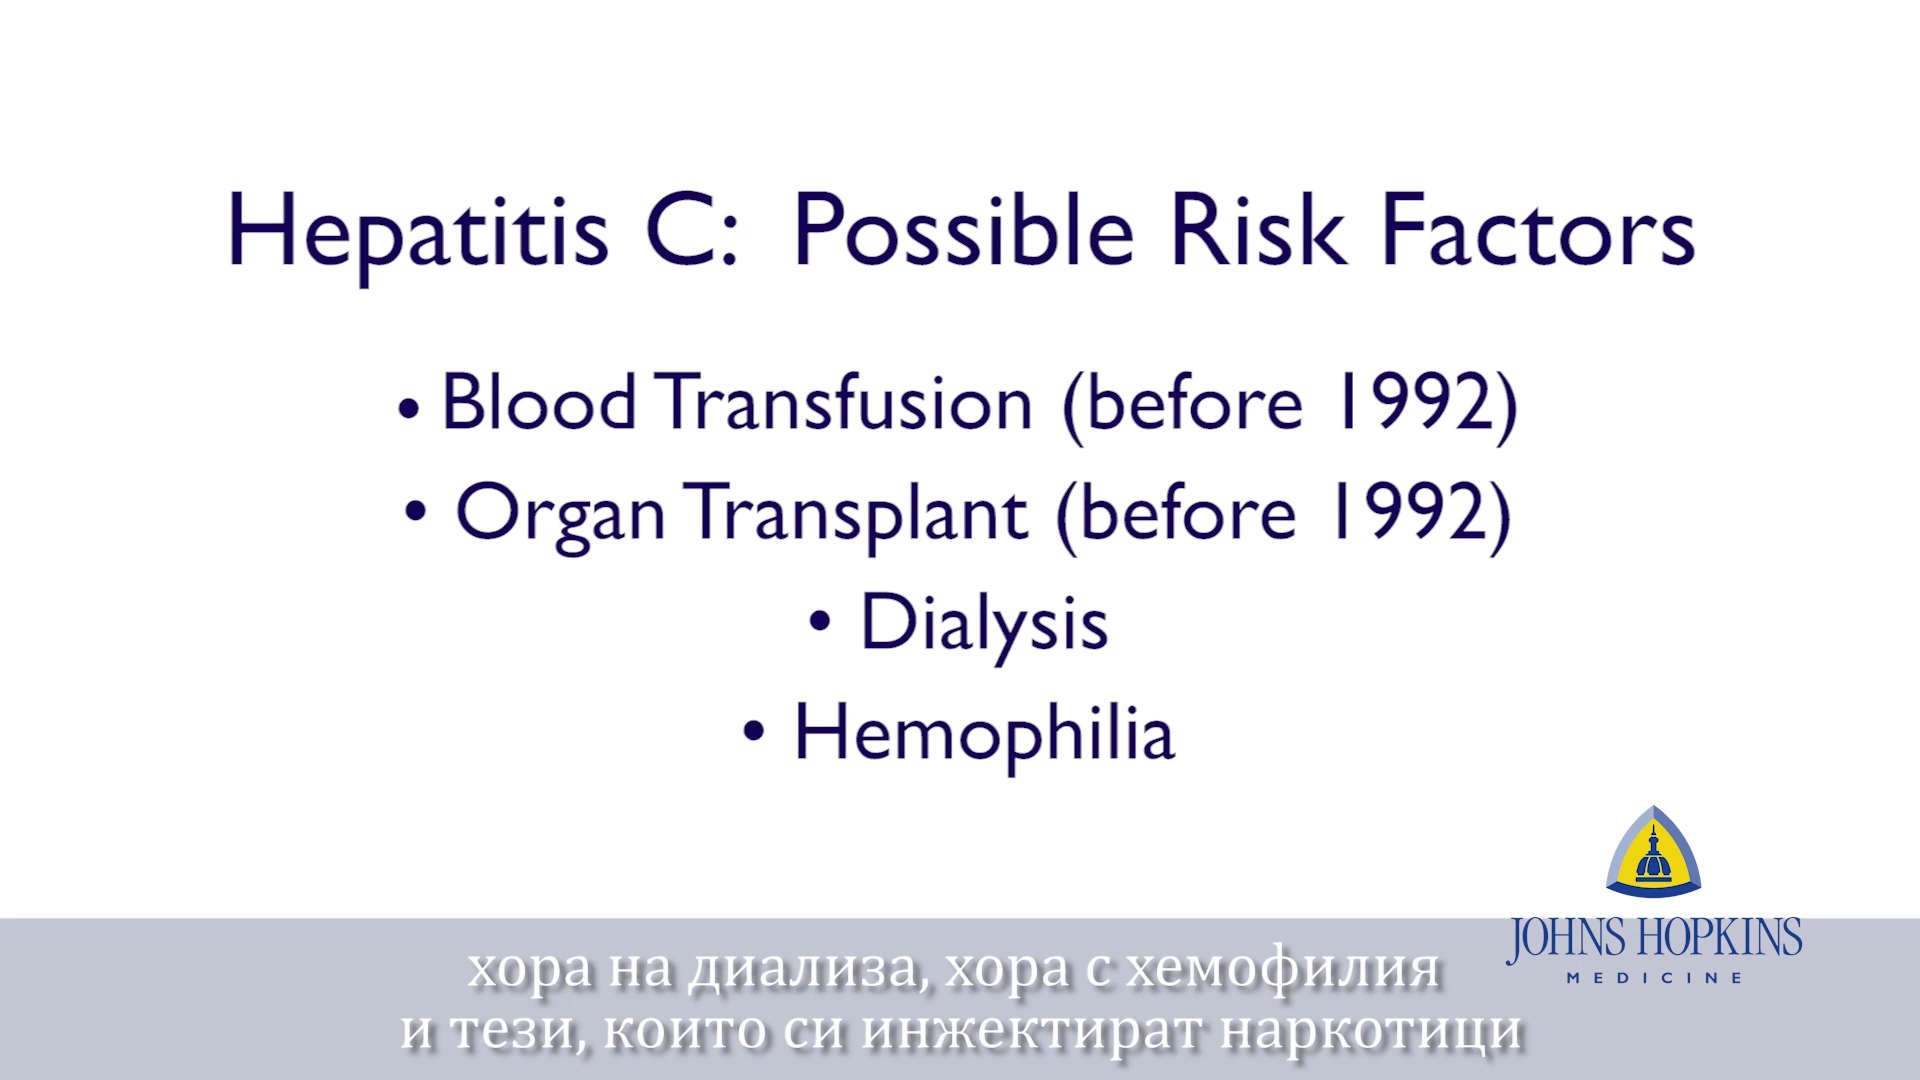 Hepatitis C: Possible Risk Factors
• Blood Transfusion (before 1992)
• Organ Transplant (before 1992)
• Dialysis
• Hemophilia
JOHNS HOPKINS
MEDICINE
хора на диализа, хора с хемофилия
и тези, които си инжектират наркотици